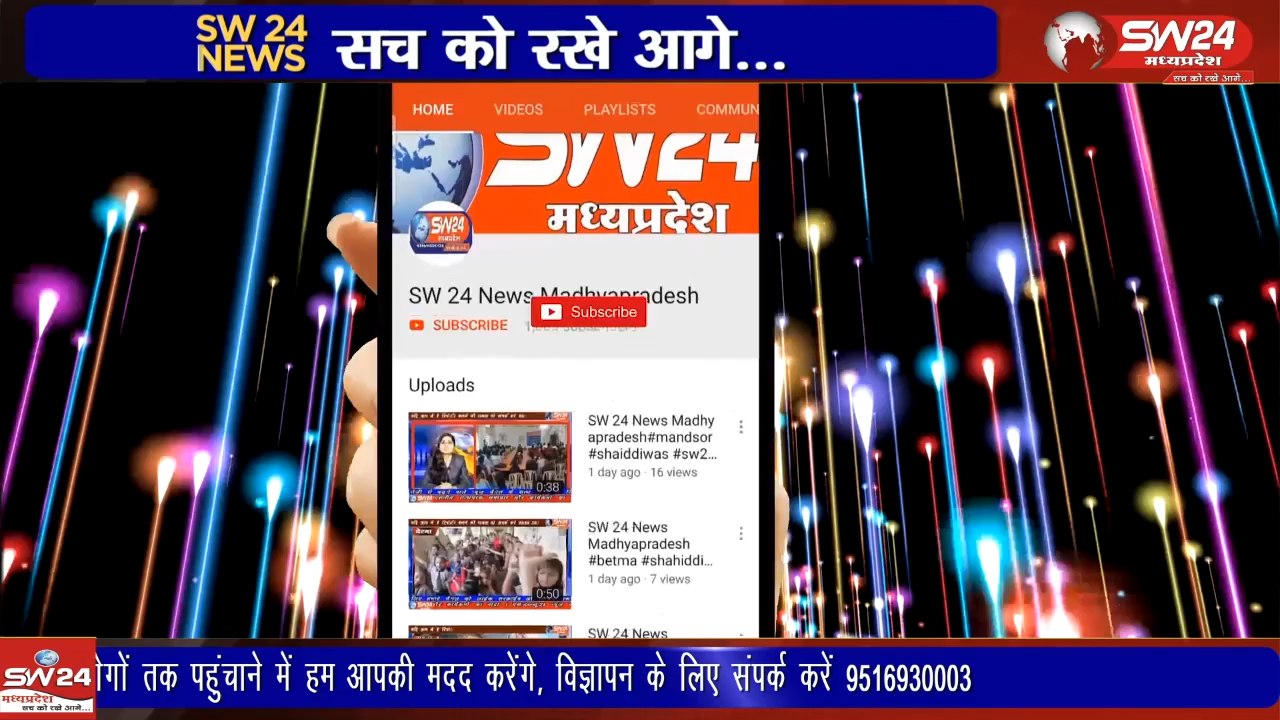 SW 24
NEWS
सच को रखे आगे...
SW24
मध्यप्रदेश
सच को रखे आगे...
HOME VIDEOS PLAYLISTS COMMUN
SW24
मध्यप्रदेश
SW24
SW 24 News Madhyapradesh
SUBSCRIBE
Subscribe
Uploads
SW 24 News Madhy
apradesh#mandsor
#shaiddiwas #sw2...
1 day ago · 16 views
0:38
SW 24 News
Madhyapradesh
#betma #shahiddi...
1 day ago · 7 views
बेटमा
0:50
SW 24 News
SW24
मध्यप्रदेश
सच को रखे आगे...
ोगों तक पहुंचाने में हम आपकी मदद करेंगे, विज्ञापन के लिए संपर्क करें 9516930003